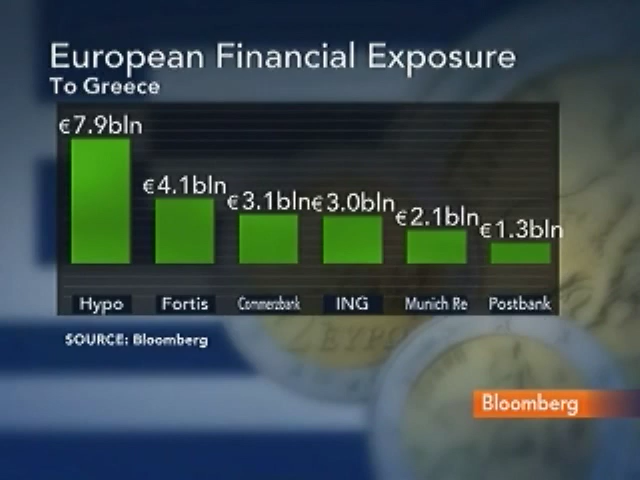 European Financial Exposure
To Greece
€7.9bln
€4.1bln
€3.1bln
€3.0bln
€2.1bln
€1.3bln
Hypo Fortis Commerzbank ING Munich Re Postbank
SOURCE: Bloomberg
ΕΥΡΩ
Bloomberg